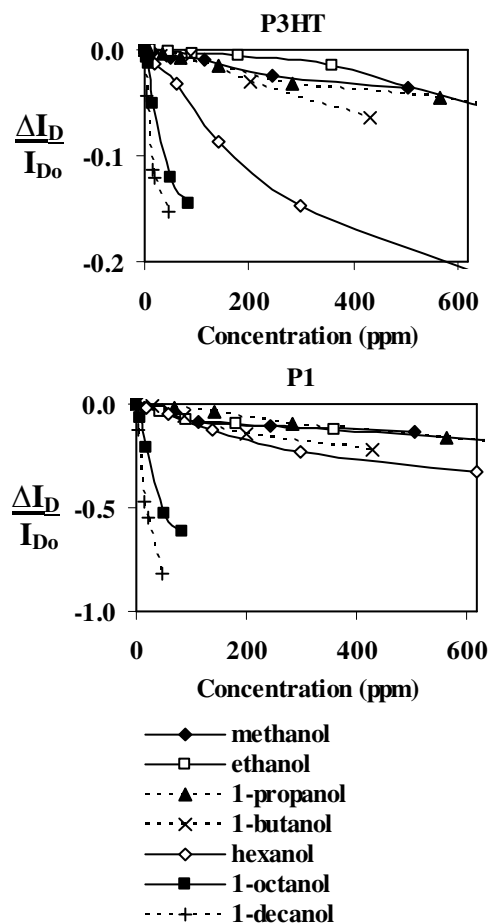 P3HT
0.0
-0.1
-0.2
ΔI_D
I_Do
0 200 400 600
Concentration (ppm)
P1
0.0
-0.5
-1.0
ΔI_D
I_Do
0 200 400 600
Concentration (ppm)
methanol
ethanol
1-propanol
1-butanol
hexanol
1-octanol
1-decanol